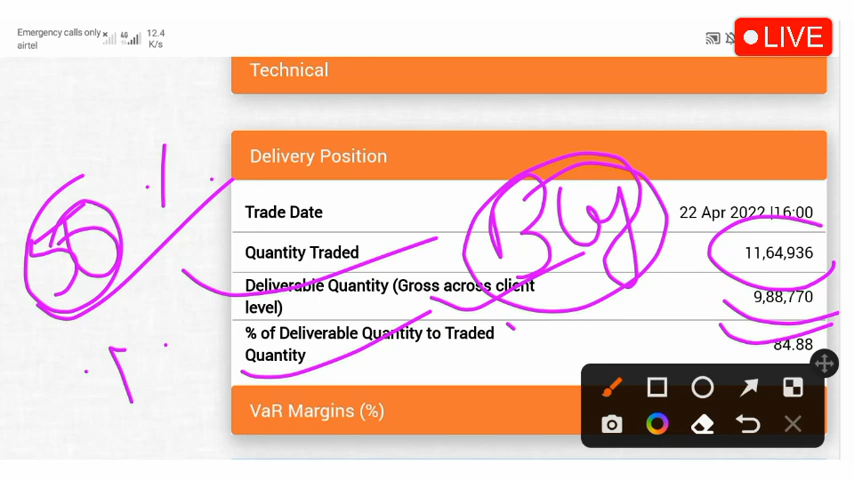 Emergency calls only
airtel
4G
12.4
K/s
LIVE
Technical
Delivery Position
Trade Date 22 Apr 2022 |16:00
Quantity Traded 11,64,936
Deliverable Quantity (Gross across client
level) 9,88,770
% of Deliverable Quantity to Traded
Quantity 84.88
VaR Margins (%)
Buy